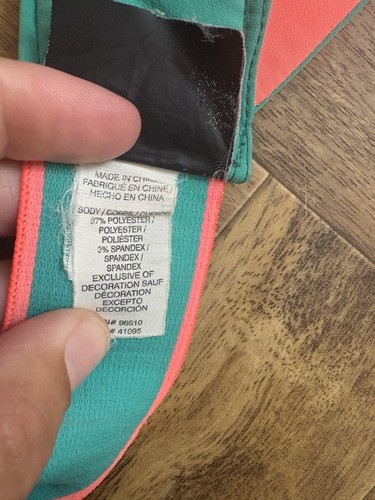 MADE IN CHINA
FABRIQUÉ EN CHINE/
HECHO EN CHINA
BODY / CORPS / CUERPO
97% POLYESTER /
POLYESTER /
POLIÉSTER
3% SPANDEX /
SPANDEX /
SPANDEX
EXCLUSIVE OF
DECORATION SAUF
DÉCORATION
EXCEPTO
DECORCIÓN
N# 96510
# 41095